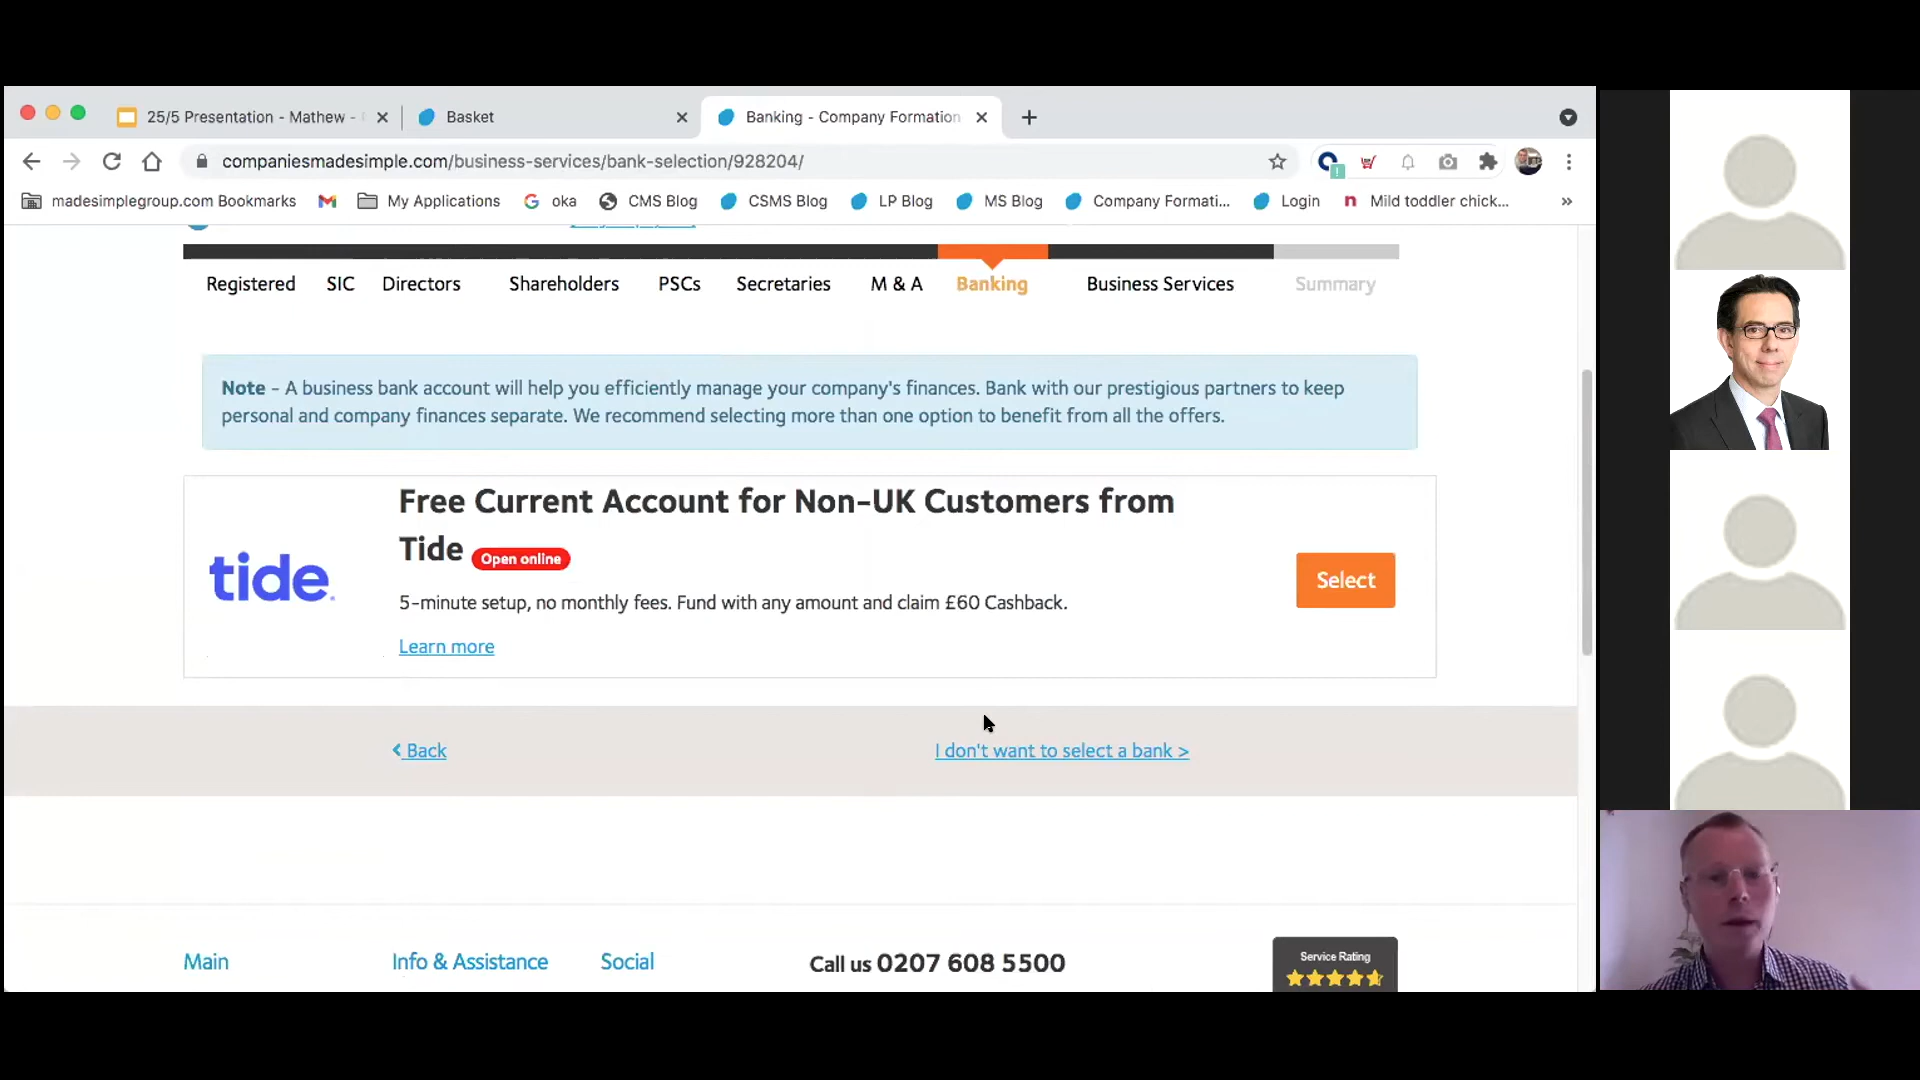 25/5 Presentation - Mathew -
Basket
Banking - Company Formation
companiesmadesimple.com/business-services/bank-selection/928204/
madesimplegroup.com Bookmarks
My Applications
oka
CMS Blog
CSMS Blog
LP Blog
MS Blog
Company Formati...
Login
Mild toddler chick...
»
Registered
SIC
Directors
Shareholders
PSCs
Secretaries
M & A
Banking
Business Services
Summary
Note - A business bank account will help you efficiently manage your company's finances. Bank with our prestigious partners to keep
personal and company finances separate. We recommend selecting more than one option to benefit from all the offers.
tide
Free Current Account for Non-UK Customers from
Tide Open online
5-minute setup, no monthly fees. Fund with any amount and claim £60 Cashback.
Learn more
Select
Back
I don't want to select a bank >
Main
Info & Assistance
Social
Call us 0207 608 5500
Service Rating